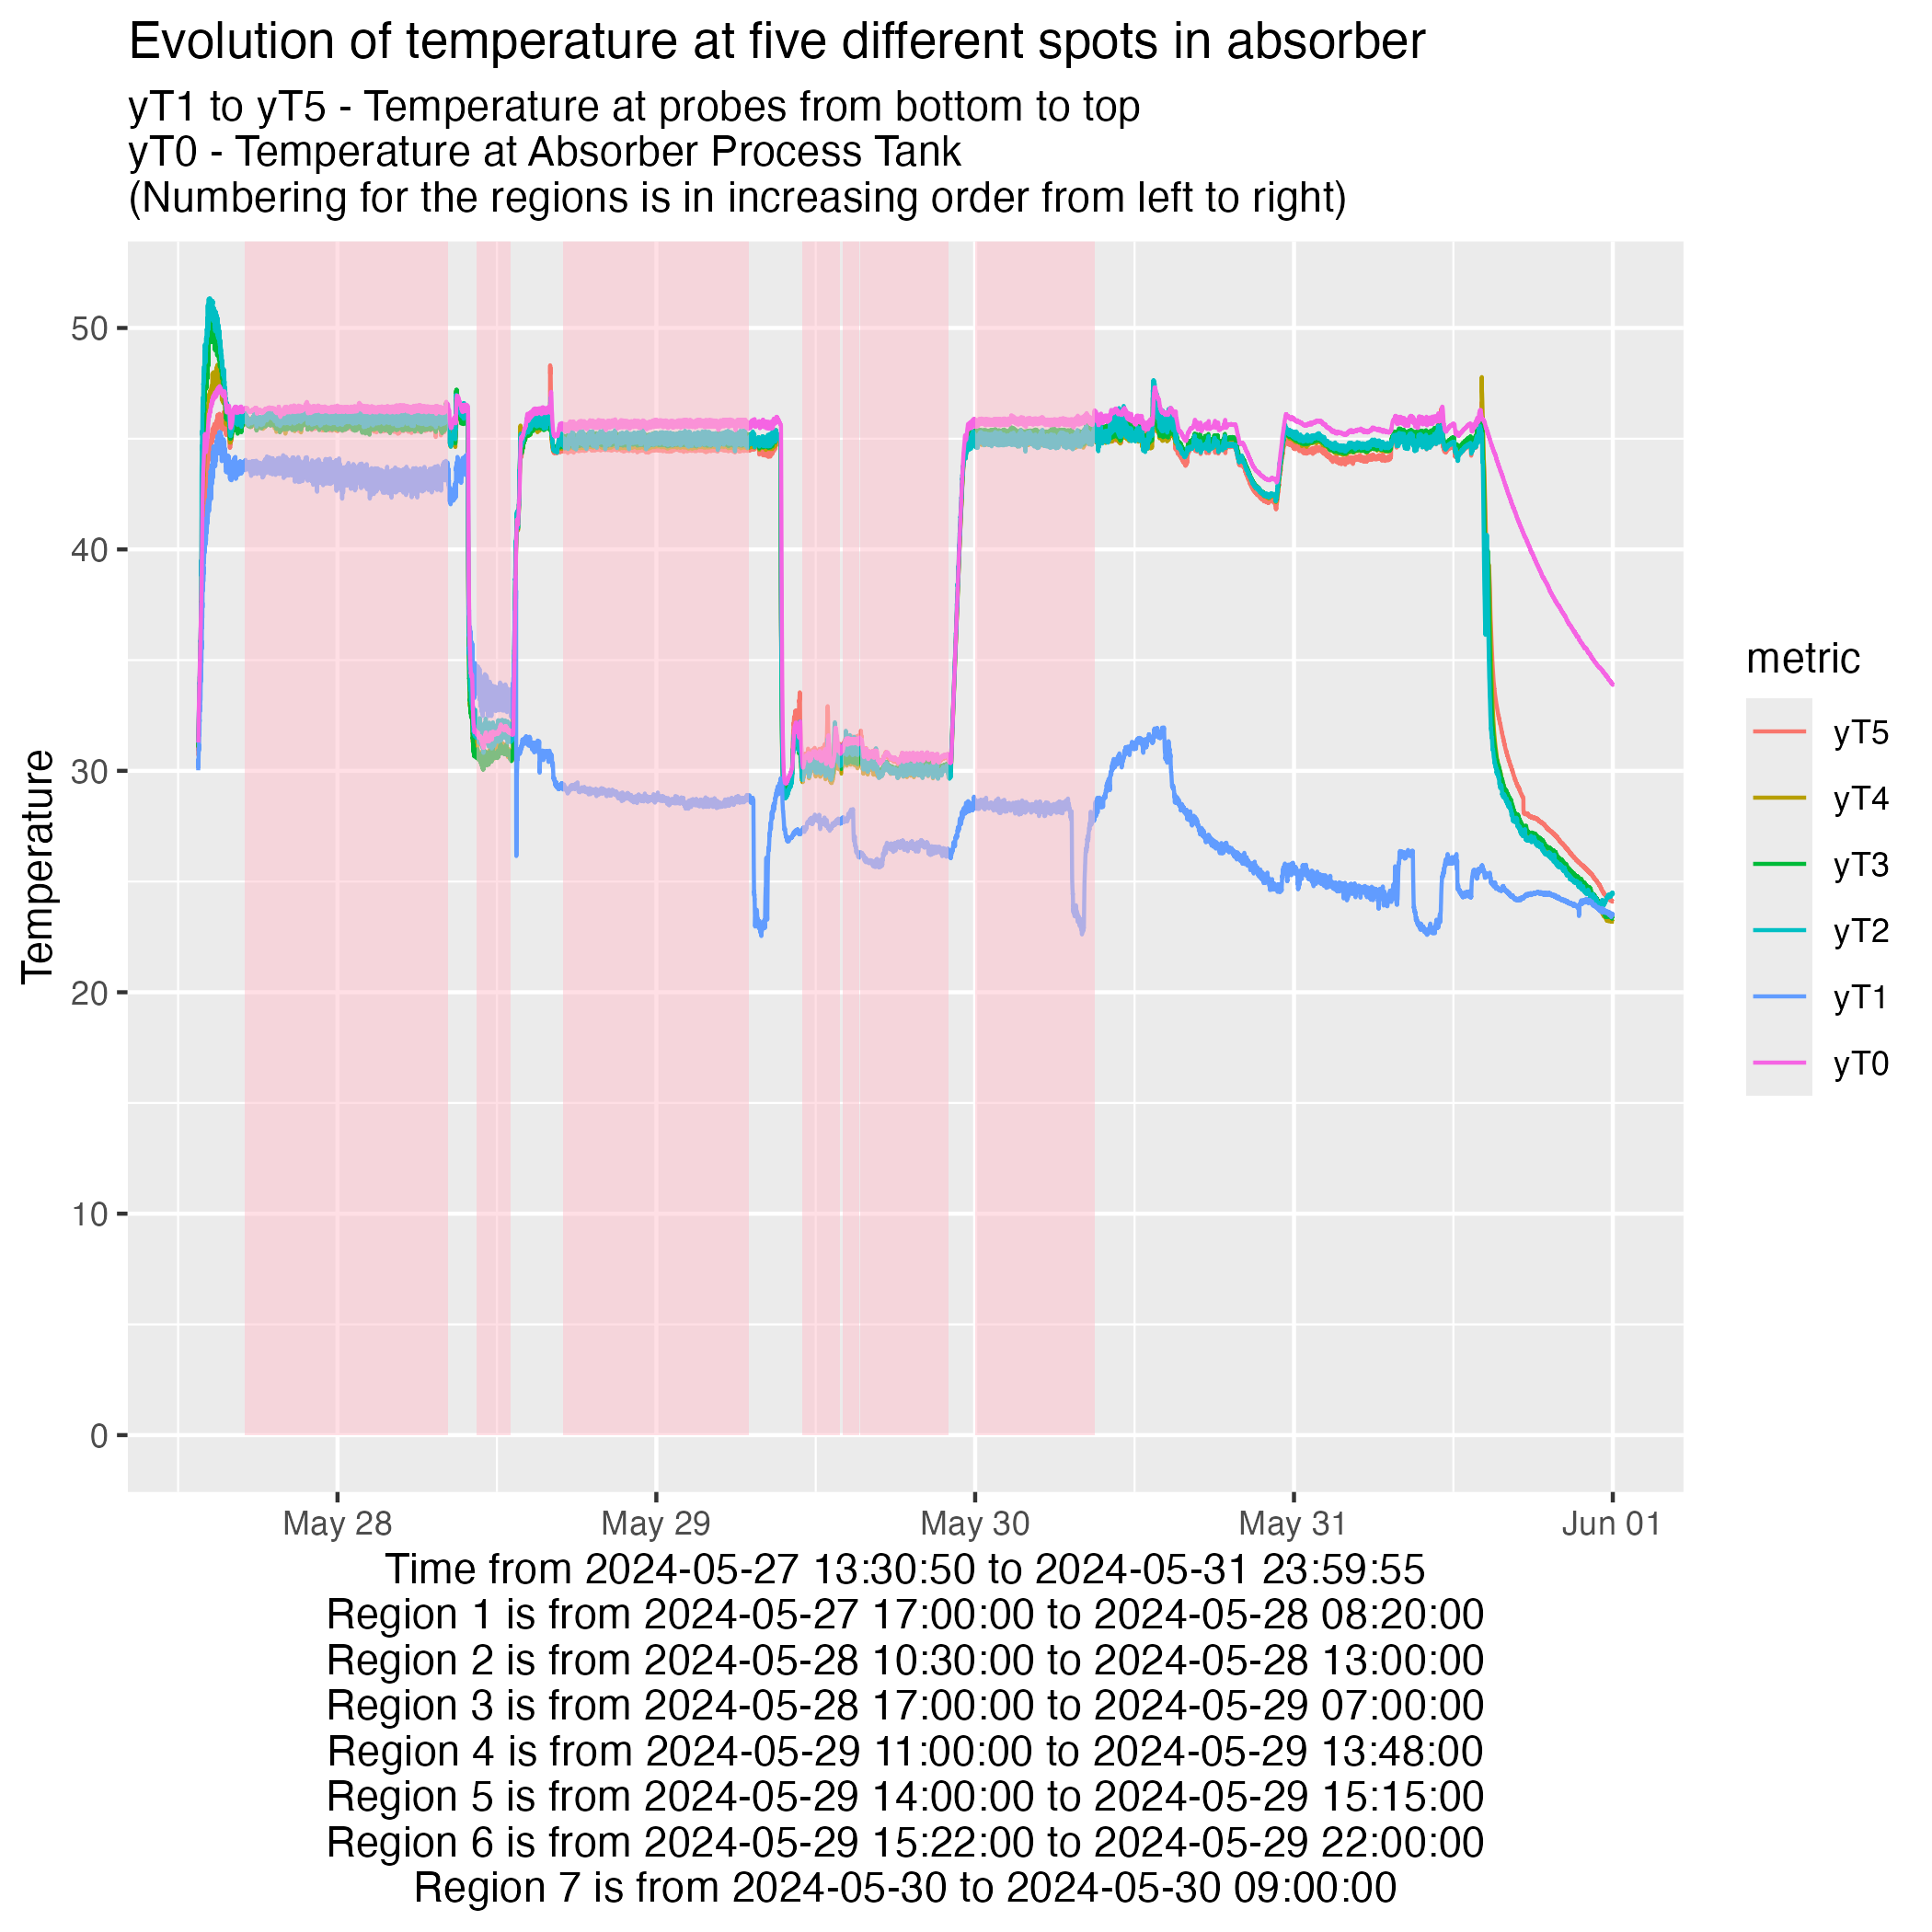 Evolution of temperature at five different spots in absorber
yT1 to yT5 - Temperature at probes from bottom to top
yT0 - Temperature at Absorber Process Tank
(Numbering for the regions is in increasing order from left to right)
50
40
30
20
10
0
Temperature
metric
yT5
yT4
yT3
yT2
yT1
yT0
May 28
May 29
May 30
May 31
Jun 01
Time from 2024-05-27 13:30:50 to 2024-05-31 23:59:55
Region 1 is from 2024-05-27 17:00:00 to 2024-05-28 08:20:00
Region 2 is from 2024-05-28 10:30:00 to 2024-05-28 13:00:00
Region 3 is from 2024-05-28 17:00:00 to 2024-05-29 07:00:00
Region 4 is from 2024-05-29 11:00:00 to 2024-05-29 13:48:00
Region 5 is from 2024-05-29 14:00:00 to 2024-05-29 15:15:00
Region 6 is from 2024-05-29 15:22:00 to 2024-05-29 22:00:00
Region 7 is from 2024-05-30 to 2024-05-30 09:00:00